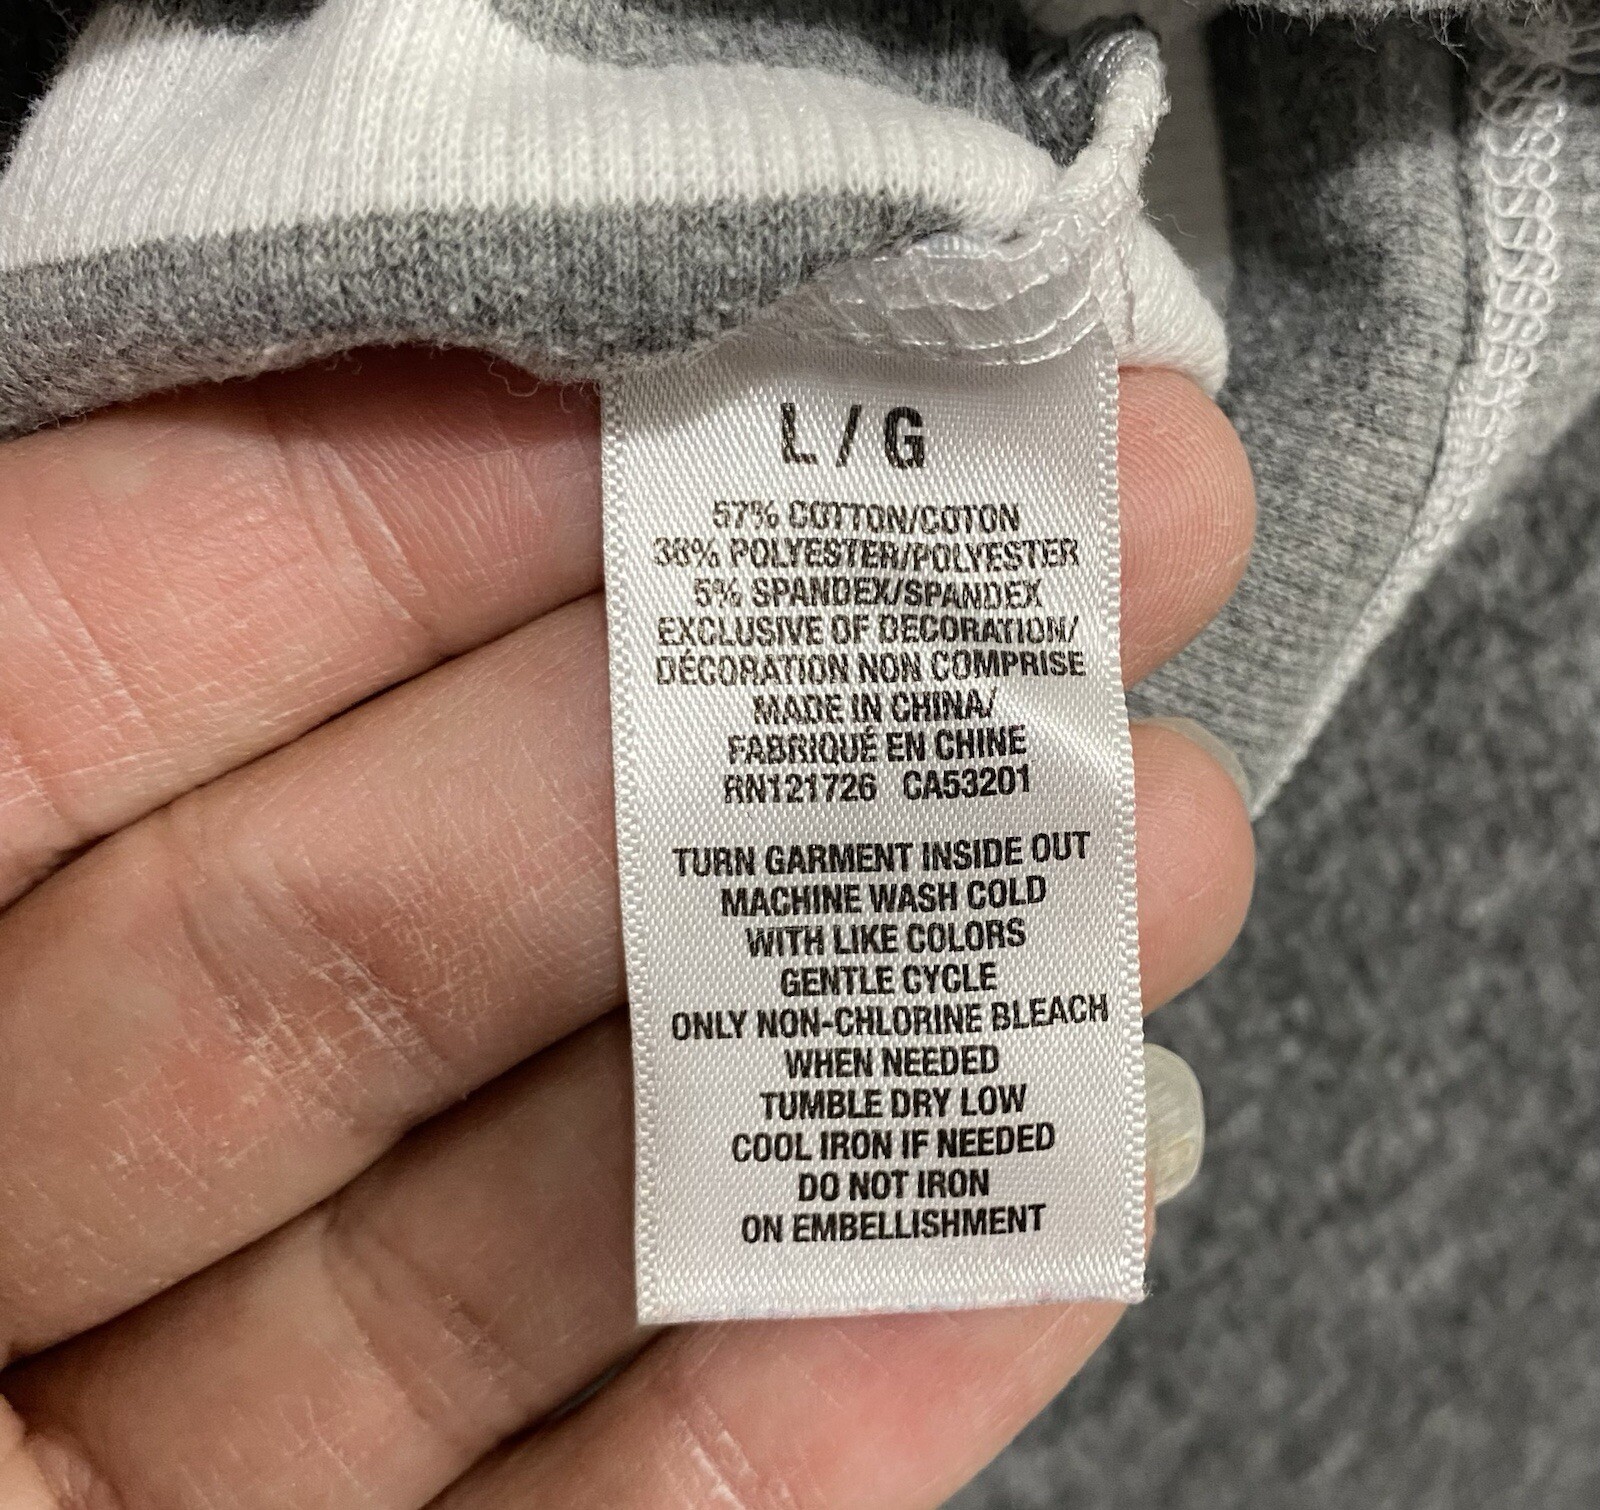 L/G
57% COTTON/COTON
38% POLYESTER/POLYESTER
5% SPANDEX/SPANDEX
EXCLUSIVE OF DECORATION/
DÉCORATION NON COMPRISE
MADE IN CHINA/
FABRIQUÉ EN CHINE
RN121726 CA53201
TURN GARMENT INSIDE OUT
MACHINE WASH COLD
WITH LIKE COLORS
GENTLE CYCLE
ONLY NON-CHLORINE BLEACH
WHEN NEEDED
TUMBLE DRY LOW
COOL IRON IF NEEDED
DO NOT IRON
ON EMBELLISHMENT